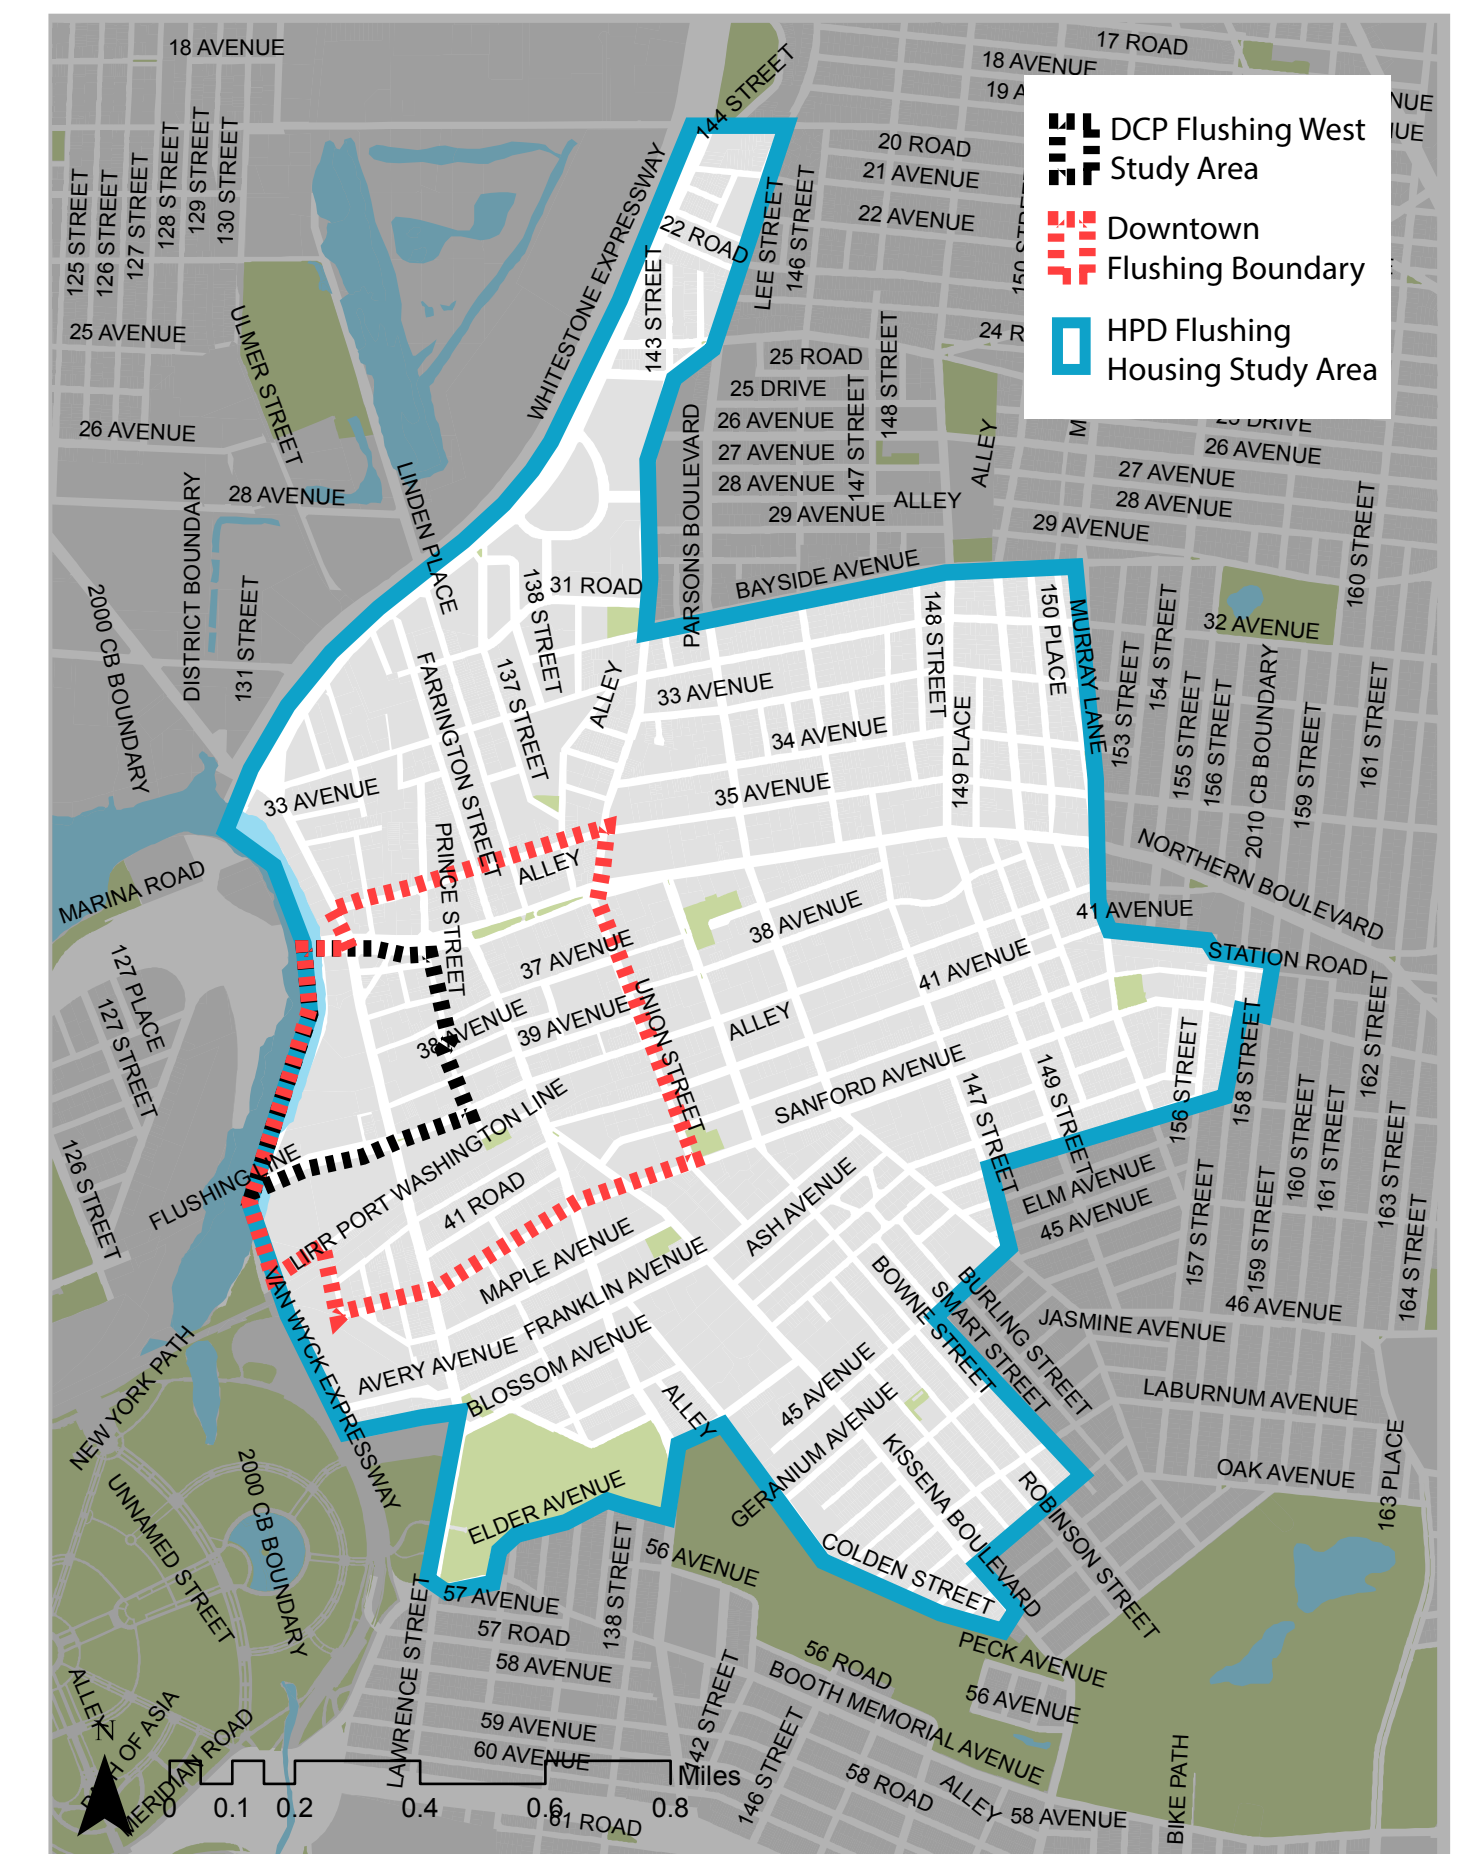 18 AVENUE
144 STREET
17 ROAD
18 AVENUE
19 A
NUE
UE
DCP Flushing West
Study Area
Downtown
Flushing Boundary
HPD Flushing
Housing Study Area
125 STREET
126 STREET
127 STREET
128 STREET
129 STREET
130 STREET
20 ROAD
21 AVENUE
22 AVENUE
22 ROAD
LEE STREET
146 STREET
143 STREET
WHITESTONE EXPRESSWAY
25 AVENUE
ULMER STREET
24 R
25 ROAD
25 DRIVE
26 AVENUE
27 AVENUE
28 AVENUE
29 AVENUE
147 STREET
148 STREET
ALLEY
ALLEY
M
26 AVENUE
27 AVENUE
28 AVENUE
29 AVENUE
160 STREET
26 AVENUE
28 AVENUE
LINDEN PLACE
DISTRICT BOUNDARY
131 STREET
2000 CB BOUNDARY
PARSONS BOULEVARD
BAYSIDE AVENUE
31 ROAD
138 STREET
137 STREET
ALLEY
FARRINGTON STREET
33 AVENUE
34 AVENUE
35 AVENUE
148 STREET
149 PLACE
150 PLACE
MURRAY LANE
32 AVENUE
153 STREET
154 STREET
155 STREET
156 STREET
2010 CB BOUNDARY
159 STREET
161 STREET
33 AVENUE
PRINCE STREET
ALLEY
MARINA ROAD
NORTHERN BOULEVARD
41 AVENUE
STATION ROAD
38 AVENUE
37 AVENUE
41 AVENUE
38 AVENUE
39 AVENUE
UNION STREET
ALLEY
127 PLACE
127 STREET
126 STREET
SANFORD AVENUE
147 STREET
149 STREET
156 STREET
158 STREET
162 STREET
160 STREET
161 STREET
163 STREET
164 STREET
FLUSHING LINE
LIRR PORT WASHINGTON LINE
41 ROAD
MAPLE AVENUE
ASH AVENUE
FRANKLIN AVENUE
AVERY AVENUE
BLOSSOM AVENUE
ELM AVENUE
45 AVENUE
157 STREET
159 STREET
46 AVENUE
JASMINE AVENUE
LABURNUM AVENUE
OAK AVENUE
163 PLACE
BURLING STREET
SMART STREET
BOWNE STREET
VAN WYCK EXPRESSWAY
NEW YORK PATH
UNNAMED STREET
2000 CB BOUNDARY
ALLEY
45 AVENUE
GERANIUM AVENUE
KISSENA BOULEVARD
ROBINSON STREET
COLDEN STREET
ELDER AVENUE
57 AVENUE
57 ROAD
58 AVENUE
59 AVENUE
60 AVENUE
61 ROAD
138 STREET
56 AVENUE
LAWRENCE STREET
142 STREET
146 STREET
56 ROAD
BOOTH MEMORIAL AVENUE
PECK AVENUE
56 AVENUE
58 ROAD
ALLEY
58 AVENUE
BIKE PATH
ALLEY
MERIDIAN ROAD
N
0 0.1 0.2 0.4 0.6 0.8 Miles